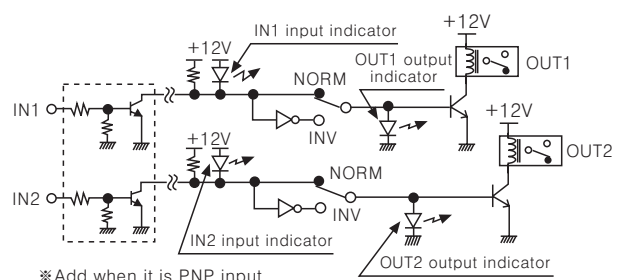 +12V
IN1 input indicator
+12V
NORM
OUT1 output
indicator
OUT1
IN1
INV
+12V
+12V
OUT2
NORM
IN2
INV
IN2 input indicator
OUT2 output indicator
※Add when it is PNP input